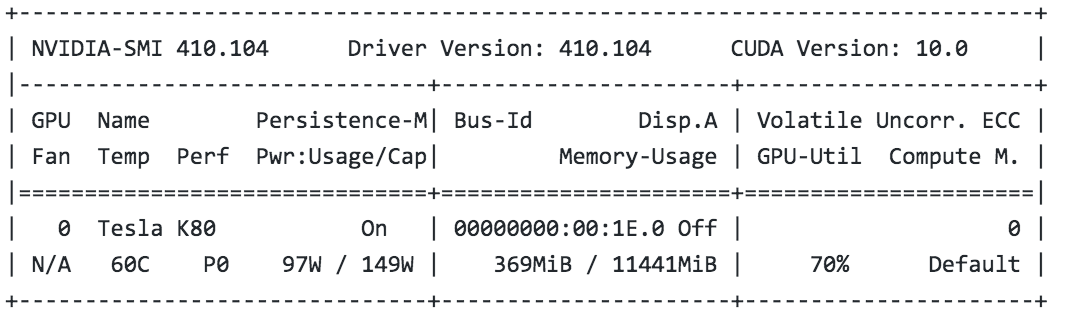 +-----------------------------------------------------------------------------+
| NVIDIA-SMI 410.104      Driver Version: 410.104      CUDA Version: 10.0     |
|-------------------------------+----------------------+----------------------+
| GPU  Name        Persistence-M| Bus-Id        Disp.A | Volatile Uncorr. ECC |
| Fan  Temp  Perf  Pwr:Usage/Cap|         Memory-Usage | GPU-Util  Compute M. |
|===============================+======================+======================|
|   0  Tesla K80           On   | 00000000:00:1E.0 Off |                    0 |
| N/A   60C    P0    97W / 149W |    369MiB / 11441MiB |     70%      Default |
+-------------------------------+----------------------+----------------------+